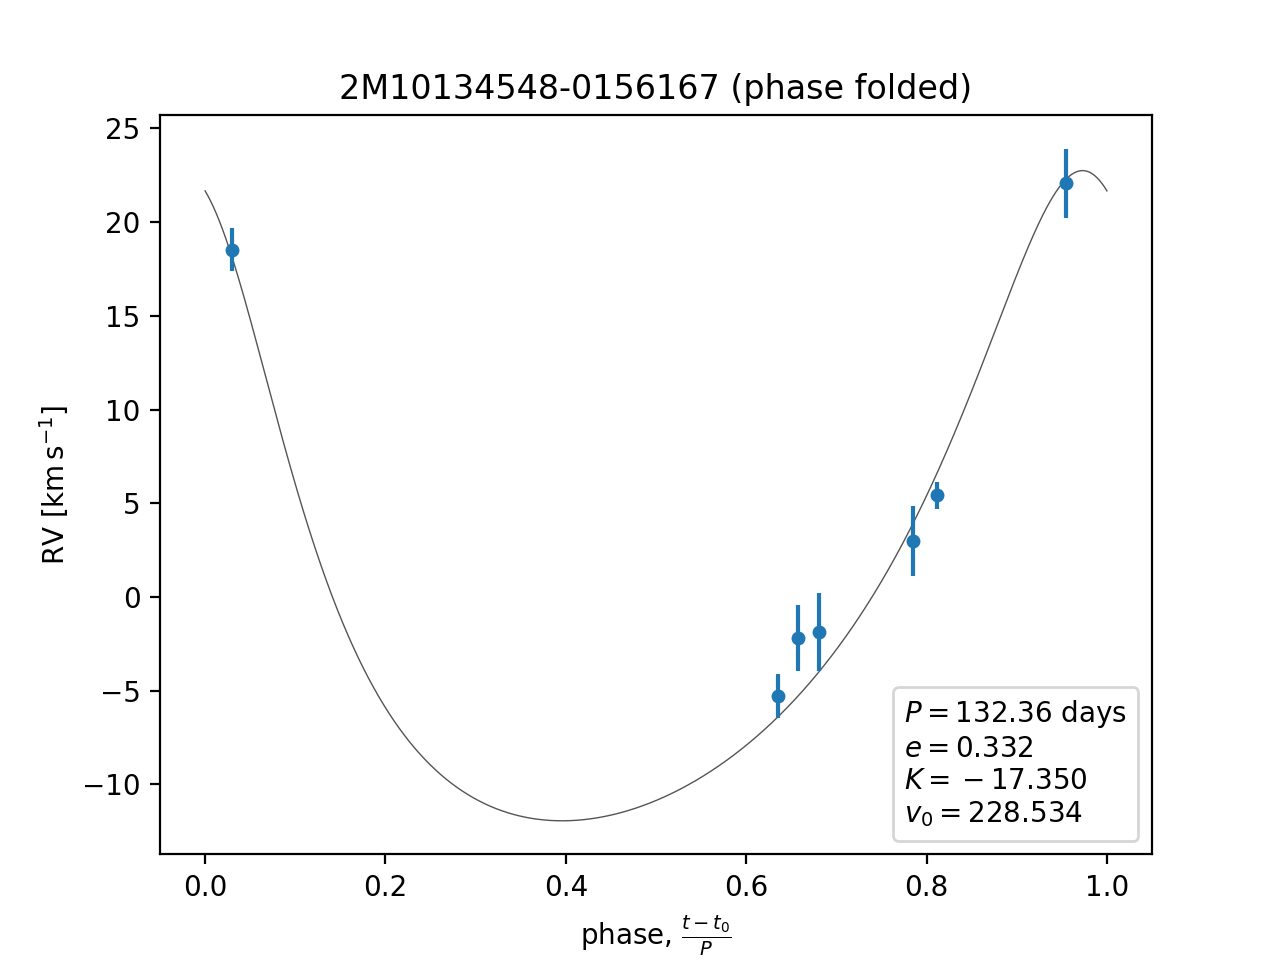 2M10134548-0156167 (phase folded)
25
20
15
10
5
0
−5
−10
RV [km s⁻¹]
P = 132.36 days
e = 0.332
K = −17.350
v₀ = 228.534
0.0 0.2 0.4 0.6 0.8 1.0
phase, (t − t₀)/P